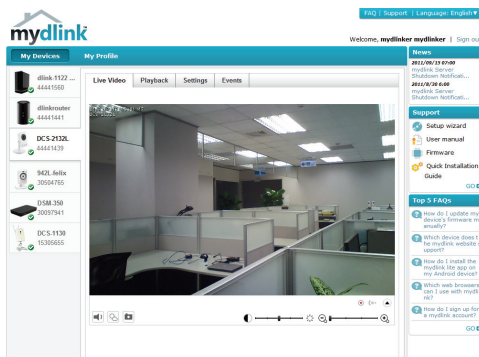 FAQ | Support | Language: English▼
mydlink
Welcome, mydlinker mydlinker | Sign ou
My Devices
My Profile
dlink-1122 ...
44441560
dlinkrouter
44441441
DCS-2132L
44441439
942L-felix
30504765
DSM-350
30097941
DCS-1130
15305655
Live Video
Playback
Settings
Events
News
2011/09/15 07:00
mydlink Server
Shutdown Notificati...
2011/8/30 6:00
mydlink Server
Shutdown Notificati...
Support
Setup wizard
User manual
Firmware
Quick Installation
Guide
GO
Top 5 FAQs
How do I update my
device's firmware m
anually?
Which device does t
he mydlink website s
upport?
How do I install the
mydlink lite app on
my Android device?
Which web browsers
can I use with mydli
nk?
How do I sign up for
a mydlink account?
GO